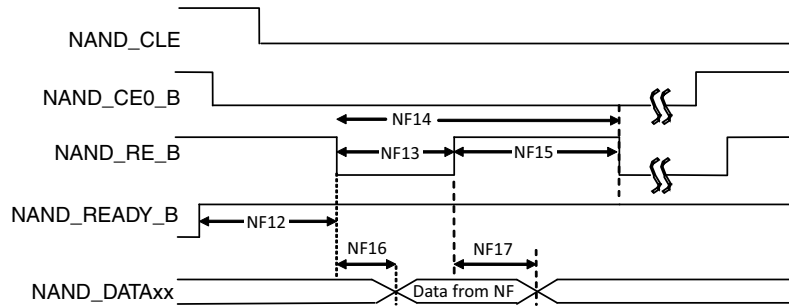 NAND_CLE
NAND_CE0_B
NF14
NAND_RE_B
NF13
NF15
NAND_READY_B
NF12
NF16
NF17
NAND_DATAxx
Data from NF